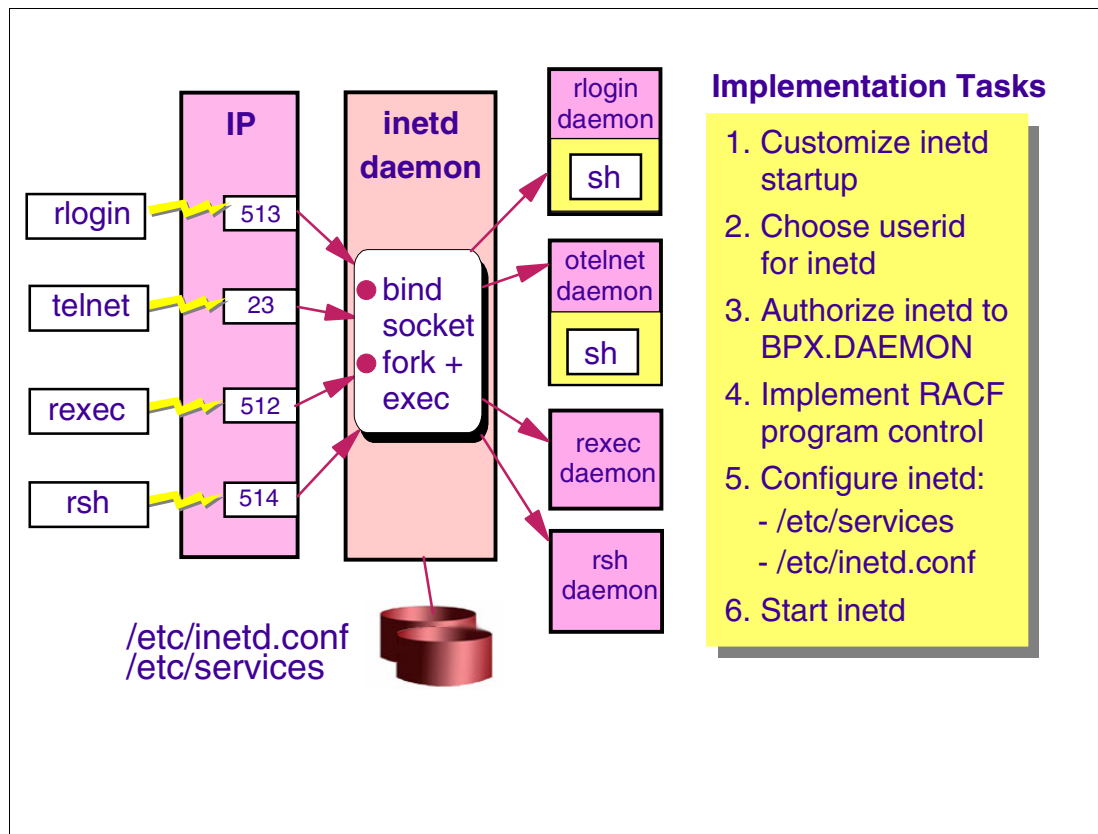 IP
rlogin
513
telnet
23
rexec
512
rsh
514
inetd
daemon
bind
socket
fork +
exec
/etc/inetd.conf
/etc/services
rlogin
daemon
sh
otelnet
daemon
sh
rexec
daemon
rsh
daemon
Implementation Tasks
1. Customize inetd
startup
2. Choose userid
for inetd
3. Authorize inetd to
BPX.DAEMON
4. Implement RACF
program control
5. Configure inetd:
- /etc/services
- /etc/inetd.conf
6. Start inetd